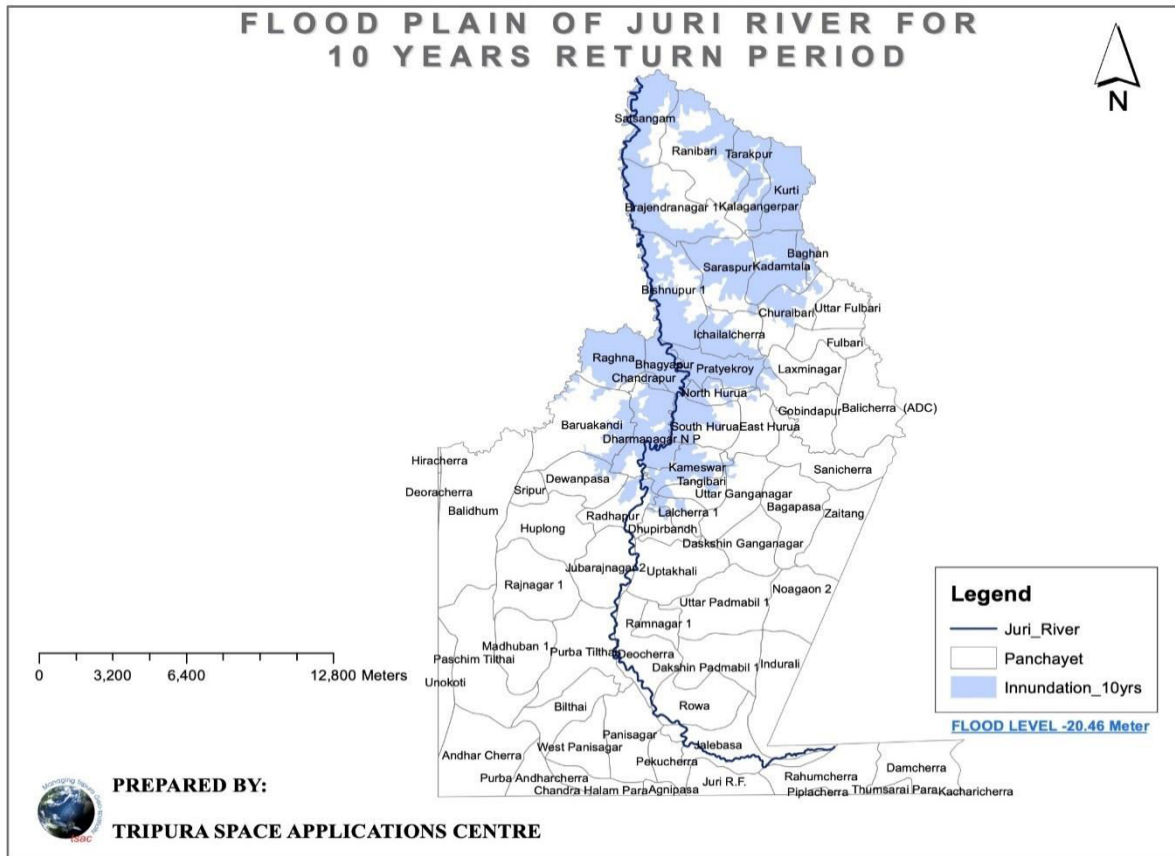 FLOOD PLAIN OF JURI RIVER FOR
10 YEARS RETURN PERIOD
N
Satsangam
Ranibari
Tarakpur
Kurti
Brajendranagar 1
Kalagangerpar
Baghan
Saraspur
Kadamtala
Bishnupur 1
Churaibari
Uttar Fulbari
Ichailalcherra
Fulbari
Raghna
Bhagyapur
Pratyekroy
Laxminagar
Chandrapur
North Hurua
Gobindapur
Balicherra (ADC)
Baruakandi
South Hurua
East Hurua
Dharmanagar N P
Hiracherra
Kameswar
Sanicherra
Dewanpasa
Tangibari
Deoracherra
Sripur
Uttar Ganganagar
Balidhum
Radhapur
Lalcherra 1
Bagapasa
Zaitang
Huplong
Dhupirbandh
Daskshin Ganganagar
Jubarajnagar 2
Uptakhali
Rajnagar 1
Noagaon 2
Uttar Padmabil 1
Ramnagar 1
Madhuban 1
Purba Tilthai
Deocherra
Paschim Tilthai
Dakshin Padmabil 1
Indurali
Unokoti
Bilthai
Rowa
Panisagar
Andhar Cherra
West Panisagar
Jalebasa
Pekucherra
Damcherra
Purba Andharcherra
Juri R.F.
Rahumcherra
Chandra Halam Para
Agnipasa
Piplacherra
Thumsarai Para
Kacharicherra
0 3,200 6,400 12,800 Meters
Legend
Juri_River
Panchayet
Innundation_10yrs
FLOOD LEVEL -20.46 Meter
PREPARED BY:
TRIPURA SPACE APPLICATIONS CENTRE
tsac